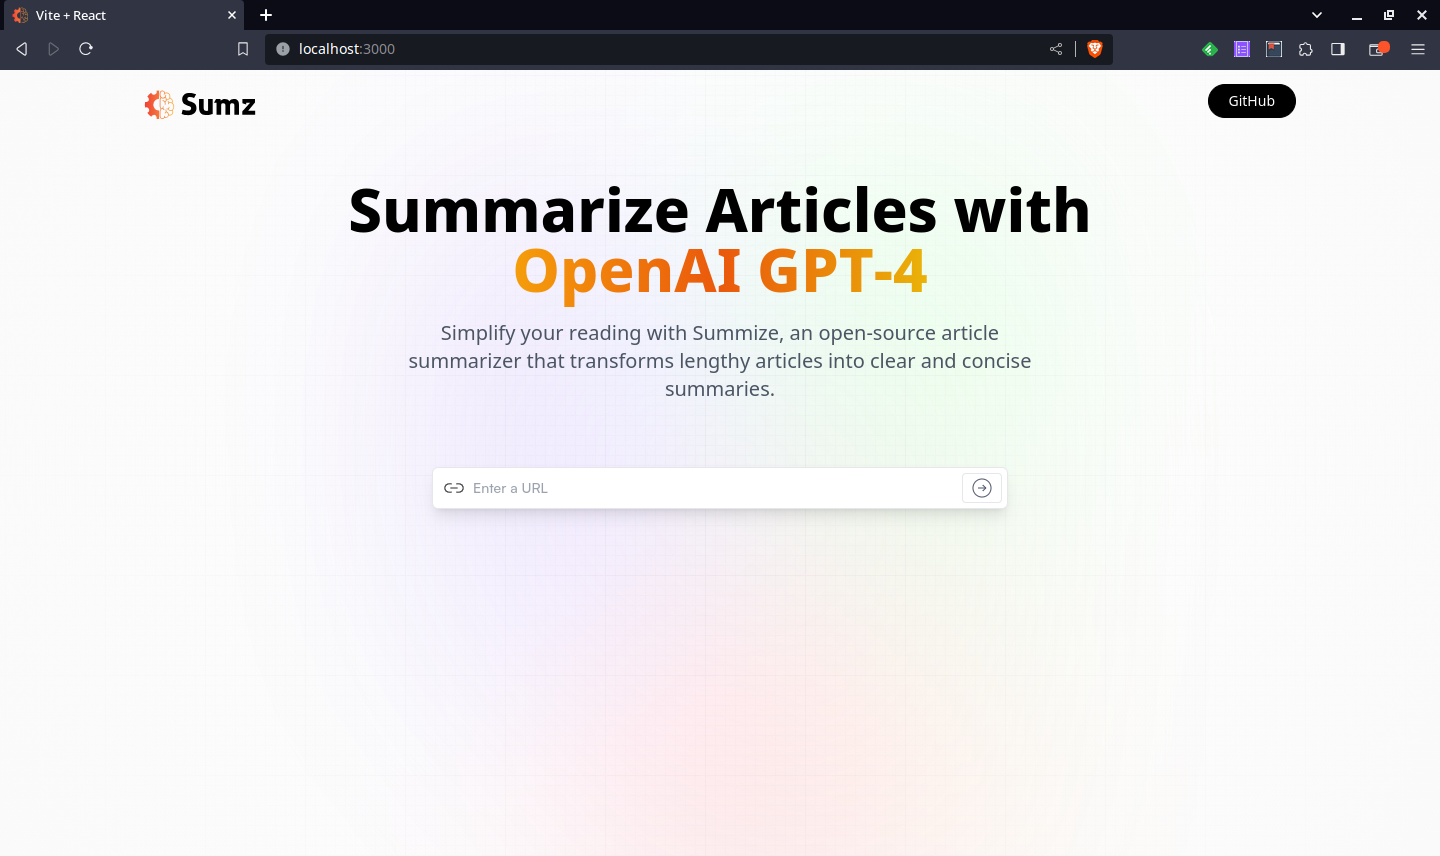 Vite + React
localhost:3000
Sumz
GitHub
Summarize Articles with
OpenAI GPT-4
Simplify your reading with Summize, an open-source article
summarizer that transforms lengthy articles into clear and concise
summaries.
Enter a URL